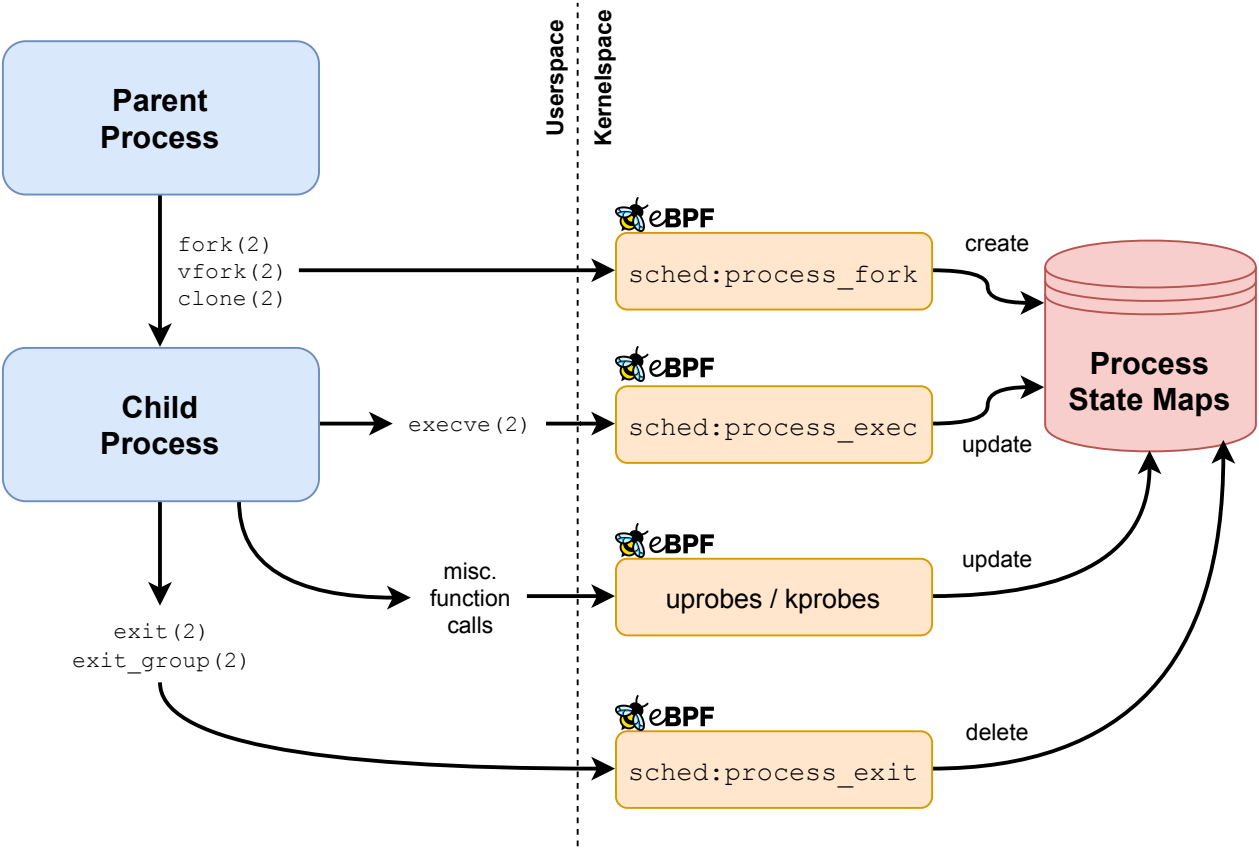 Userspace
Kernelspace
Parent
Process
fork(2)
vfork(2)
clone(2)
eBPF
sched:process_fork
create
Process
State Maps
Child
Process
execve(2)
eBPF
sched:process_exec
update
misc.
function
calls
eBPF
uprobes / kprobes
update
exit(2)
exit_group(2)
eBPF
sched:process_exit
delete